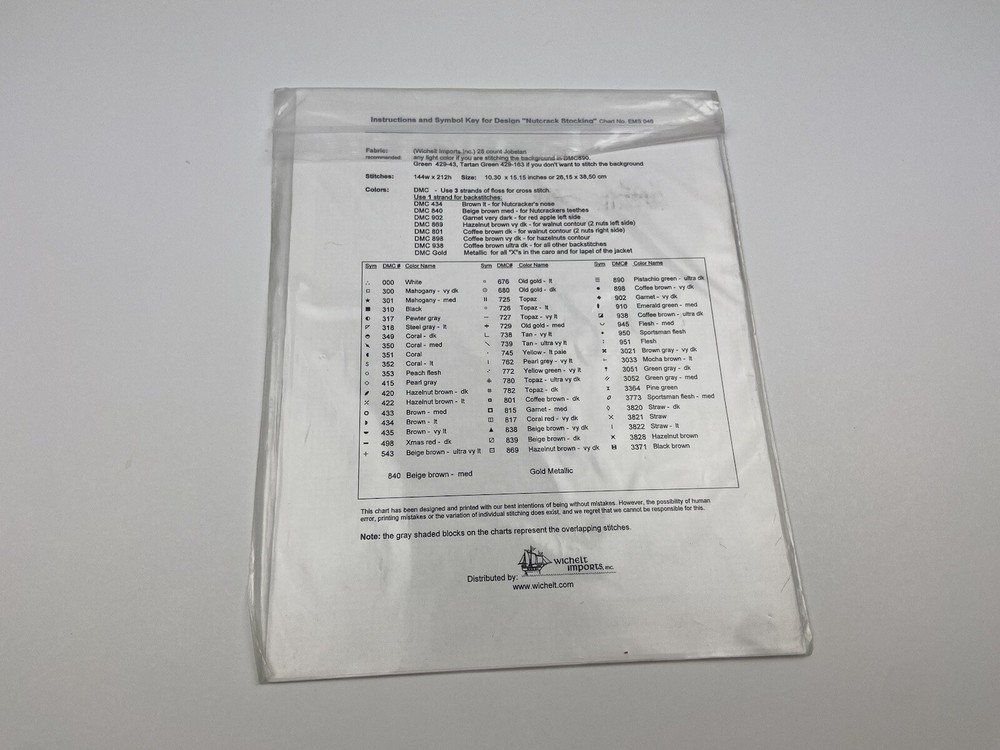 Instructions and Symbol Key for Design "Nutcrack Stocking" Chart No. EMS 048
Fabric: (Wichelt Imports, Inc.) 28 count Jobelan
recommended: any light color if you are stitching the background in DMC890.
Green 429-43, Tartan Green 429-163 if you don't want to stitch the background
Stitches: 144w x 212h Size: 10,30 x 15.15 inches or 26,15 x 38,50 cm
Colors: DMC - Use 3 strands of floss for cross stitch.
Use 1 strand for backstitches:
DMC 434 Brown lt - for Nutcracker's nose
DMC 840 Beige brown med - for Nutcrackers teethes
DMC 902 Garnet very dk - for red apple left side
DMC 869 Hazelnut brown vy dk - for walnut contour (2 nuts left side)
DMC 801 Coffee brown dk - for walnut contour (2 nuts right side)
DMC 898 Coffee brown vy dk - for hazelnuts contour
DMC 938 Coffee brown ultra dk - for all other backstitches
DMC Gold Metallic for all "X"s in the caro and for tapel of the jacket
Sym DMC # Color Name Sym DMC# Color Name Sym DMC# Color Name
000 White 676 Old gold - lt 890 Pistachio green - ultra dk
300 Mahogany - vy dk 680 Old gold - dk 898 Coffee brown - vy dk
301 Mahogany - med 725 Topaz 902 Garnet - vy dk
310 Black 726 Topaz - lt 910 Emerald green - med
317 Pewter gray 727 Topaz - vy lt 938 Coffee brown - ultra dk
318 Steel gray - lt 729 Old gold - med 945 Flesh - med
349 Coral - dk 738 Tan - vy lt 950 Sportsman flesh
350 Coral - med 739 Tan - ultra vy lt 951 Flesh
351 Coral 745 Yellow - lt pale 3021 Brown gray - vy dk
352 Coral - lt 762 Pearl grey - vy lt 3033 Mocha brown - lt
353 Peach flesh 772 Yellow green - vy lt 3051 Green gray - dk
415 Pearl gray 780 Topaz - ultra vy dk 3052 Green gray - med
420 Hazelnut brown - dk 782 Topaz - dk 3364 Pine green
422 Hazelnut brown - lt 801 Coffee brown - dk 3773 Sportsman flesh - med
433 Brown - med 815 Garnet - med 3820 Straw - dk
434 Brown - lt 817 Coral red - vy dk 3821 Straw
435 Brown - vy lt 838 Beige brown - vy dk 3822 Straw - lt
498 Xmas red - dk 839 Beige brown - dk 3828 Hazelnut brown
543 Beige brown - ultra vy lt 869 Hazelnut brown - vy dk 3371 Black brown
840 Beige brown - med Gold Metallic
This chart has been designed and printed with our best intentions of being without mistakes. However, the possibility of human
error, printing mistakes or the variation of individual stitching does exist, and we regret that we cannot be responsible for this.
Note: the gray shaded blocks on the charts represent the overlapping stitches.
Distributed by: Wichelt Imports, Inc.
www.wichelt.com